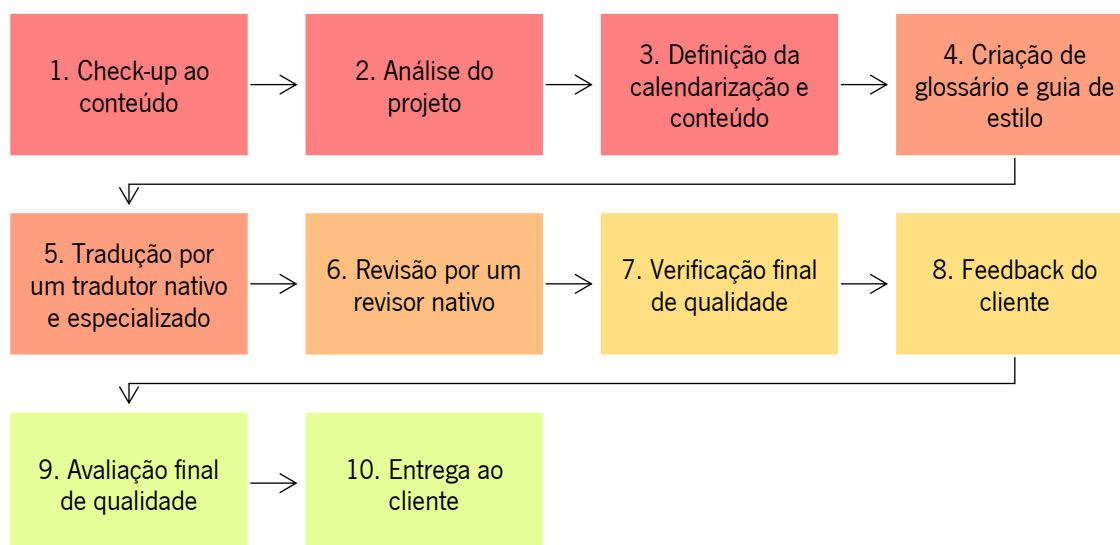 1. Check-up ao
conteúdo
2. Análise do
projeto
3. Definição da
calendarização e
conteúdo
4. Criação de
glossário e guia de
estilo
5. Tradução por
um tradutor nativo
e especializado
6. Revisão por um
revisor nativo
7. Verificação final
de qualidade
8. Feedback do
cliente
9. Avaliação final
de qualidade
10. Entrega ao
cliente